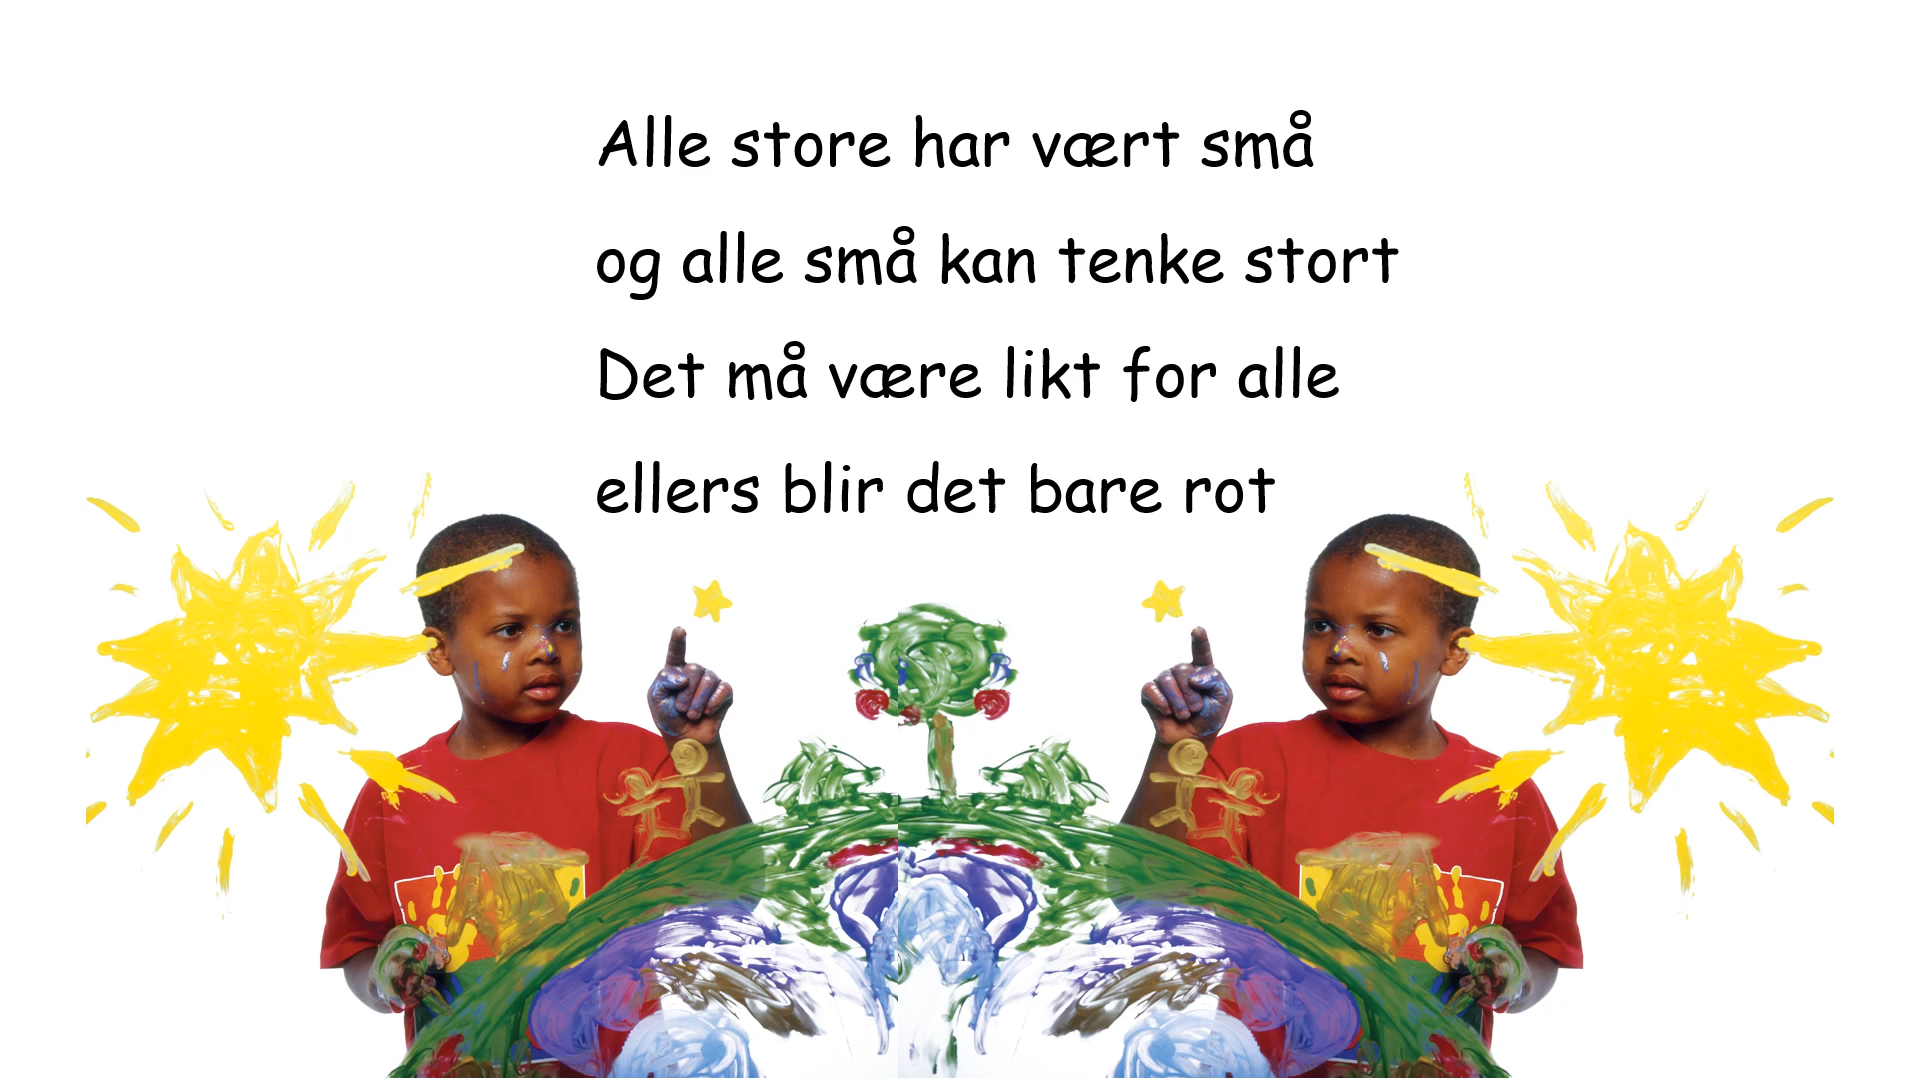 Alle store har vært små
og alle små kan tenke stort
Det må være likt for alle
ellers blir det bare rot